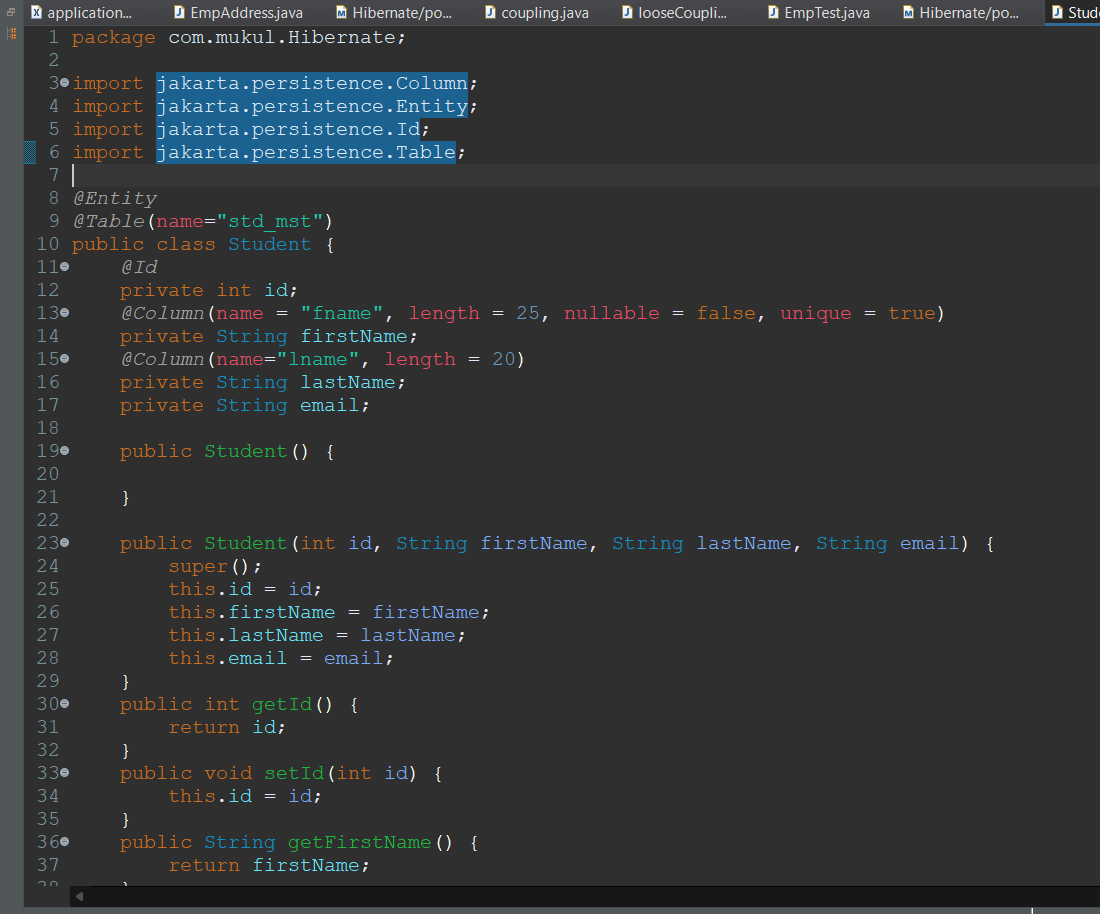 application... EmpAddress.java Hibernate/po... coupling.java looseCoupli... EmpTest.java Hibernate/po... Stude
1 package com.mukul.Hibernate;
2
3 import jakarta.persistence.Column;
4 import jakarta.persistence.Entity;
5 import jakarta.persistence.Id;
6 import jakarta.persistence.Table;
7
8 @Entity
9 @Table(name="std_mst")
10 public class Student {
11     @Id
12     private int id;
13     @Column(name = "fname", length = 25, nullable = false, unique = true)
14     private String firstName;
15     @Column(name="lname", length = 20)
16     private String lastName;
17     private String email;
18
19     public Student() {
20
21     }
22
23     public Student(int id, String firstName, String lastName, String email) {
24         super();
25         this.id = id;
26         this.firstName = firstName;
27         this.lastName = lastName;
28         this.email = email;
29     }
30     public int getId() {
31         return id;
32     }
33     public void setId(int id) {
34         this.id = id;
35     }
36     public String getFirstName() {
37         return firstName;